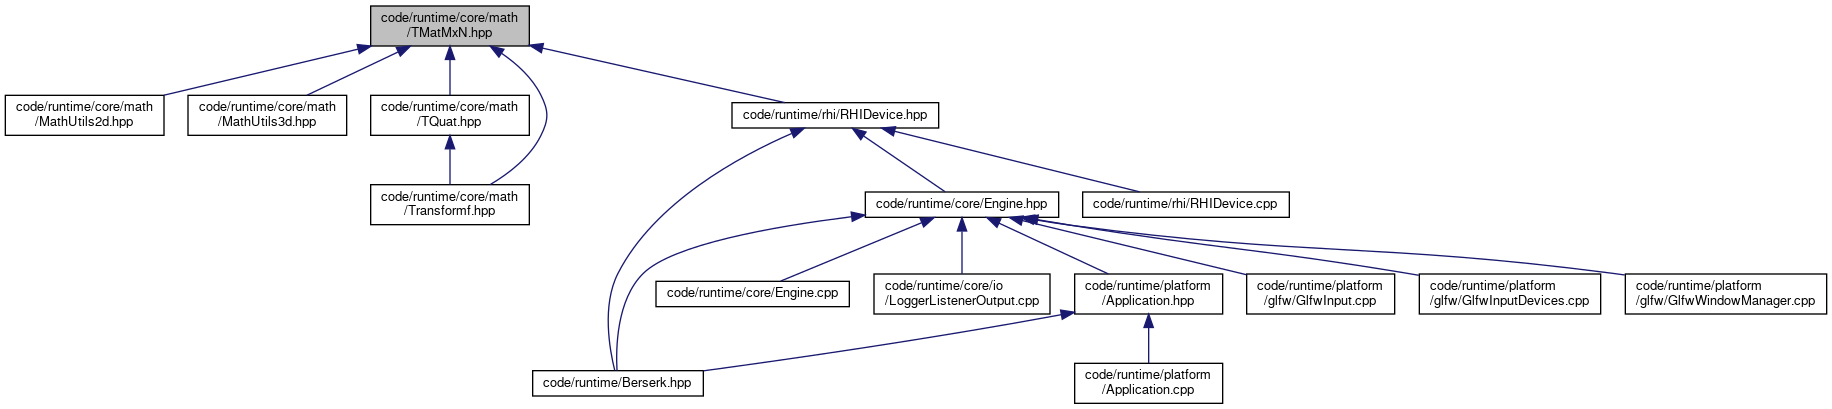 code/runtime/core/math
/TMatMxN.hpp
code/runtime/core/math
/MathUtils2d.hpp
code/runtime/core/math
/MathUtils3d.hpp
code/runtime/core/math
/TQuat.hpp
code/runtime/rhi/RHIDevice.hpp
code/runtime/core/math
/Transformf.hpp
code/runtime/core/Engine.hpp
code/runtime/rhi/RHIDevice.cpp
code/runtime/core/Engine.cpp
code/runtime/core/io
/LoggerListenerOutput.cpp
code/runtime/platform
/Application.hpp
code/runtime/platform
/glfw/GlfwInput.cpp
code/runtime/platform
/glfw/GlfwInputDevices.cpp
code/runtime/platform
/glfw/GlfwWindowManager.cpp
code/runtime/Berserk.hpp
code/runtime/platform
/Application.cpp